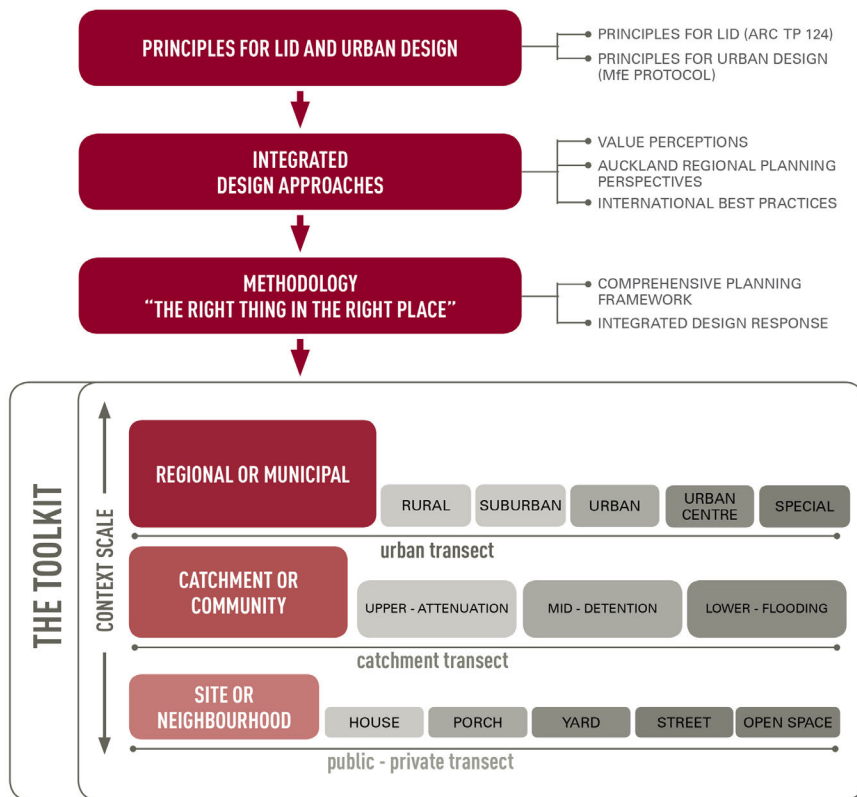 PRINCIPLES FOR LID AND URBAN DESIGN
PRINCIPLES FOR LID (ARC TP 124)
PRINCIPLES FOR URBAN DESIGN
(MfE PROTOCOL)
INTEGRATED
DESIGN APPROACHES
VALUE PERCEPTIONS
AUCKLAND REGIONAL PLANNING
PERSPECTIVES
INTERNATIONAL BEST PRACTICES
METHODOLOGY
“THE RIGHT THING IN THE RIGHT PLACE”
COMPREHENSIVE PLANNING
FRAMEWORK
INTEGRATED DESIGN RESPONSE
THE TOOLKIT
CONTEXT SCALE
REGIONAL OR MUNICIPAL
RURAL
SUBURBAN
URBAN
URBAN
CENTRE
SPECIAL
urban transect
CATCHMENT OR
COMMUNITY
UPPER - ATTENUATION
MID - DETENTION
LOWER - FLOODING
catchment transect
SITE OR
NEIGHBOURHOOD
HOUSE
PORCH
YARD
STREET
OPEN SPACE
public - private transect